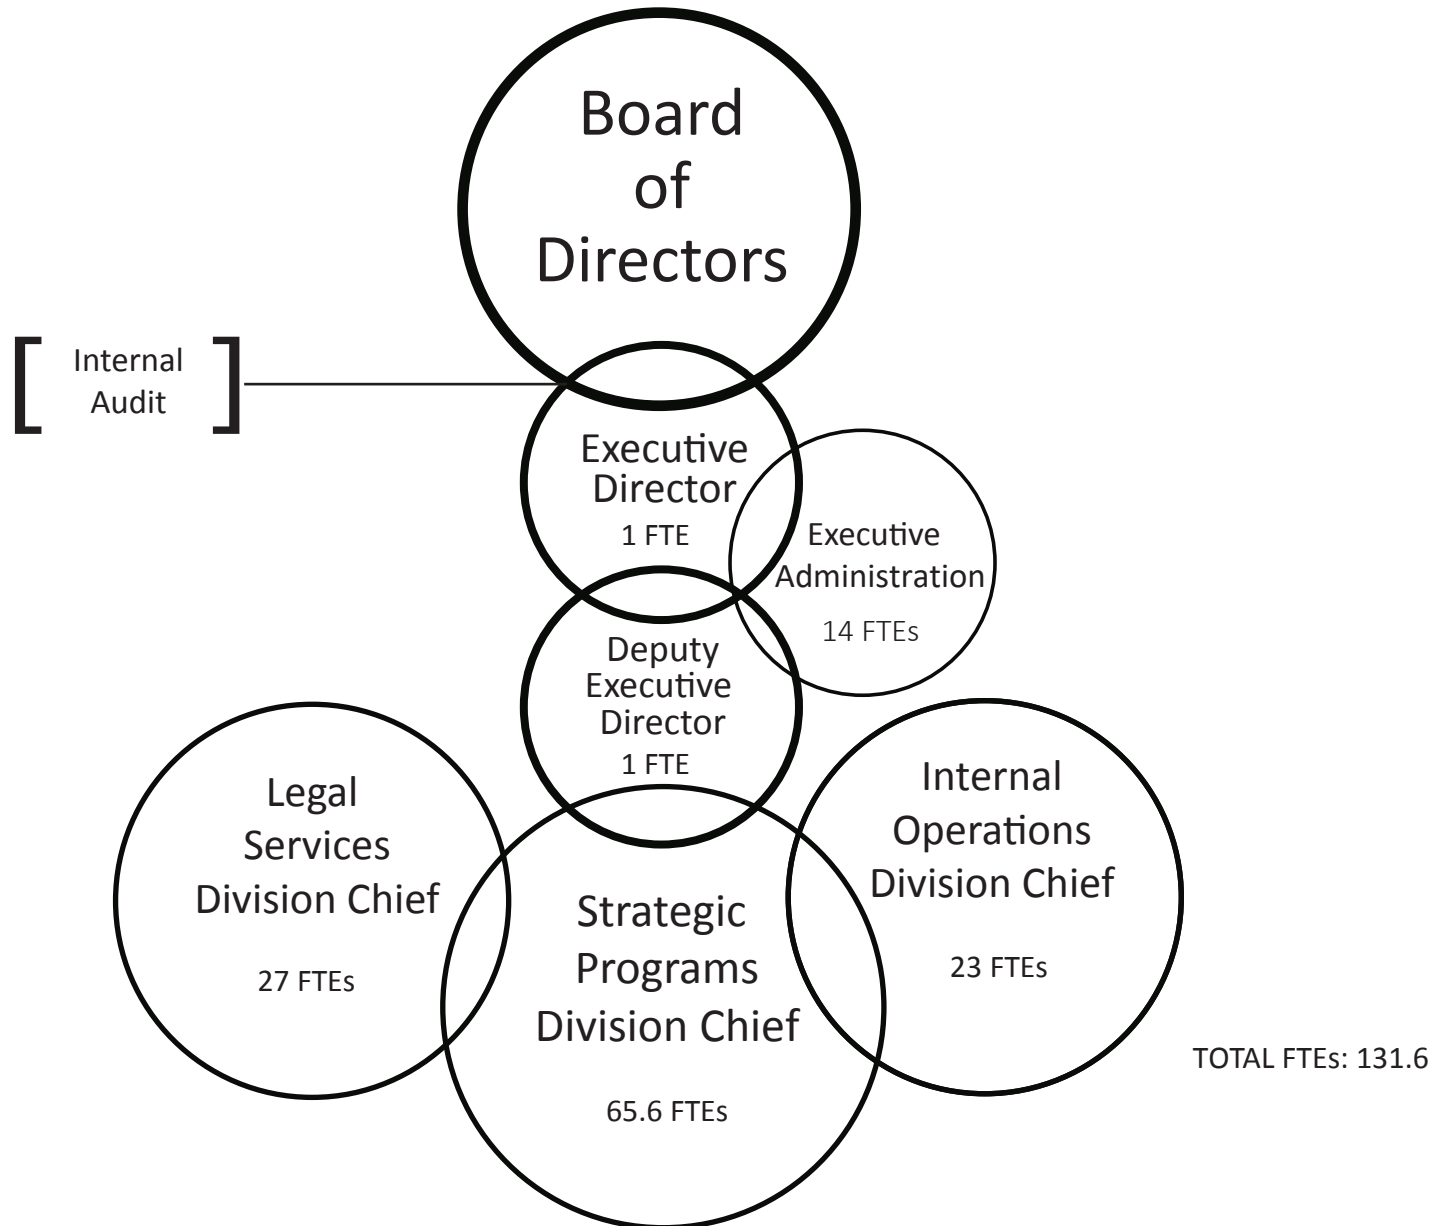 Board
of
Directors
[ Internal
Audit ]
Executive
Director
1 FTE
Executive
Administration
14 FTEs
Deputy
Executive
Director
1 FTE
Legal
Services
Division Chief
27 FTEs
Strategic
Programs
Division Chief
65.6 FTEs
Internal
Operations
Division Chief
23 FTEs
TOTAL FTEs: 131.6